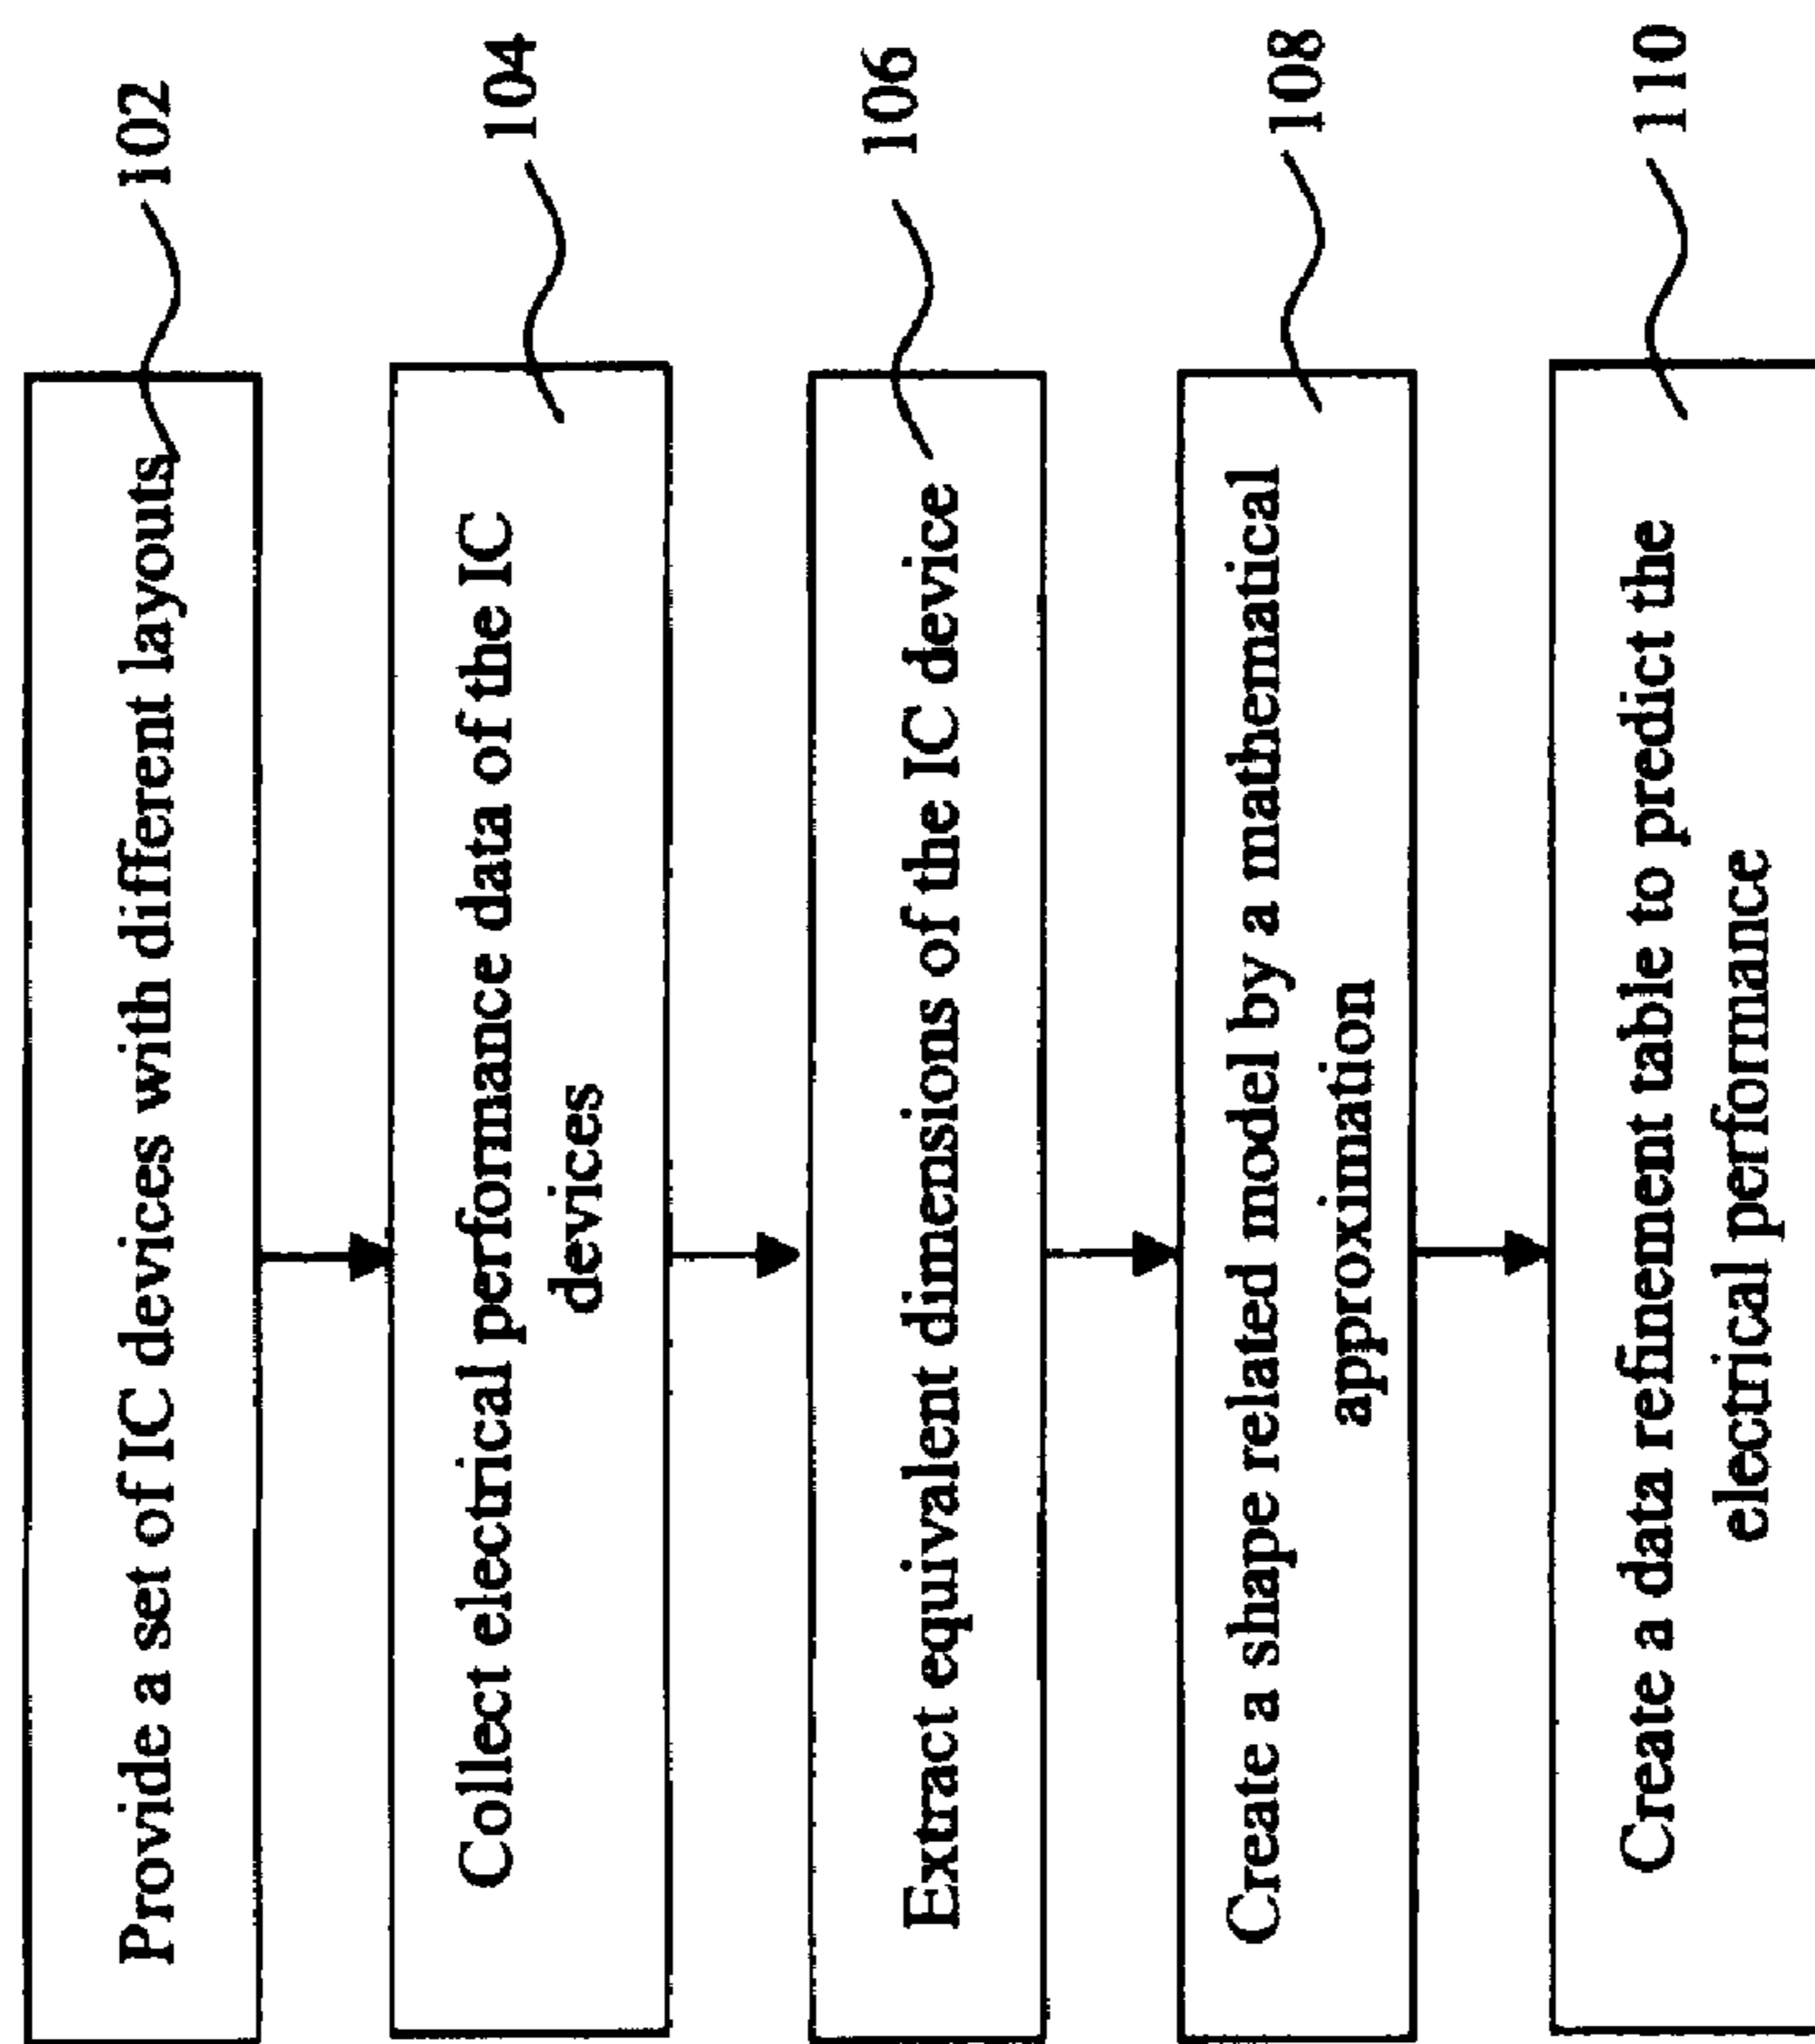 Provide a set of IC devices with different layouts
102
Collect electrical performance data of the IC
devices
104
Extract equivalent dimensions of the IC device
106
Create a shape related model by a mathematical
approximation
108
Create a data refinement table to predict the
electrical performance
110